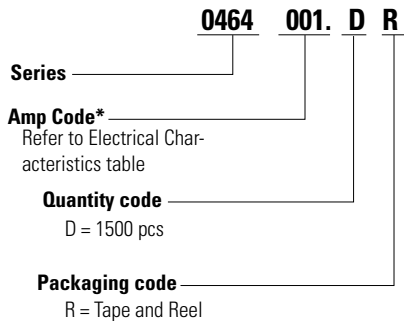 0464 001. D R
Series
Amp Code*
Refer to Electrical Char-
acteristics table
Quantity code
D = 1500 pcs
Packaging code
R = Tape and Reel